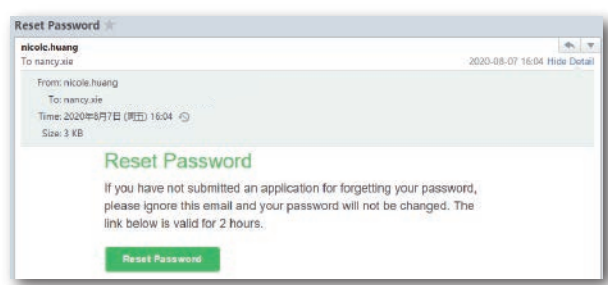 Reset Password
nicole.huang
To nancy.xie
2020-08-07 16:04 Hide Detail
From: nicole.huang
To: nancy.xie
Time: 2020年8月7日 (周五) 16:04
Size: 3 KB
Reset Password
If you have not submitted an application for forgetting your password,
please ignore this email and your password will not be changed. The
link below is valid for 2 hours.
Reset Password